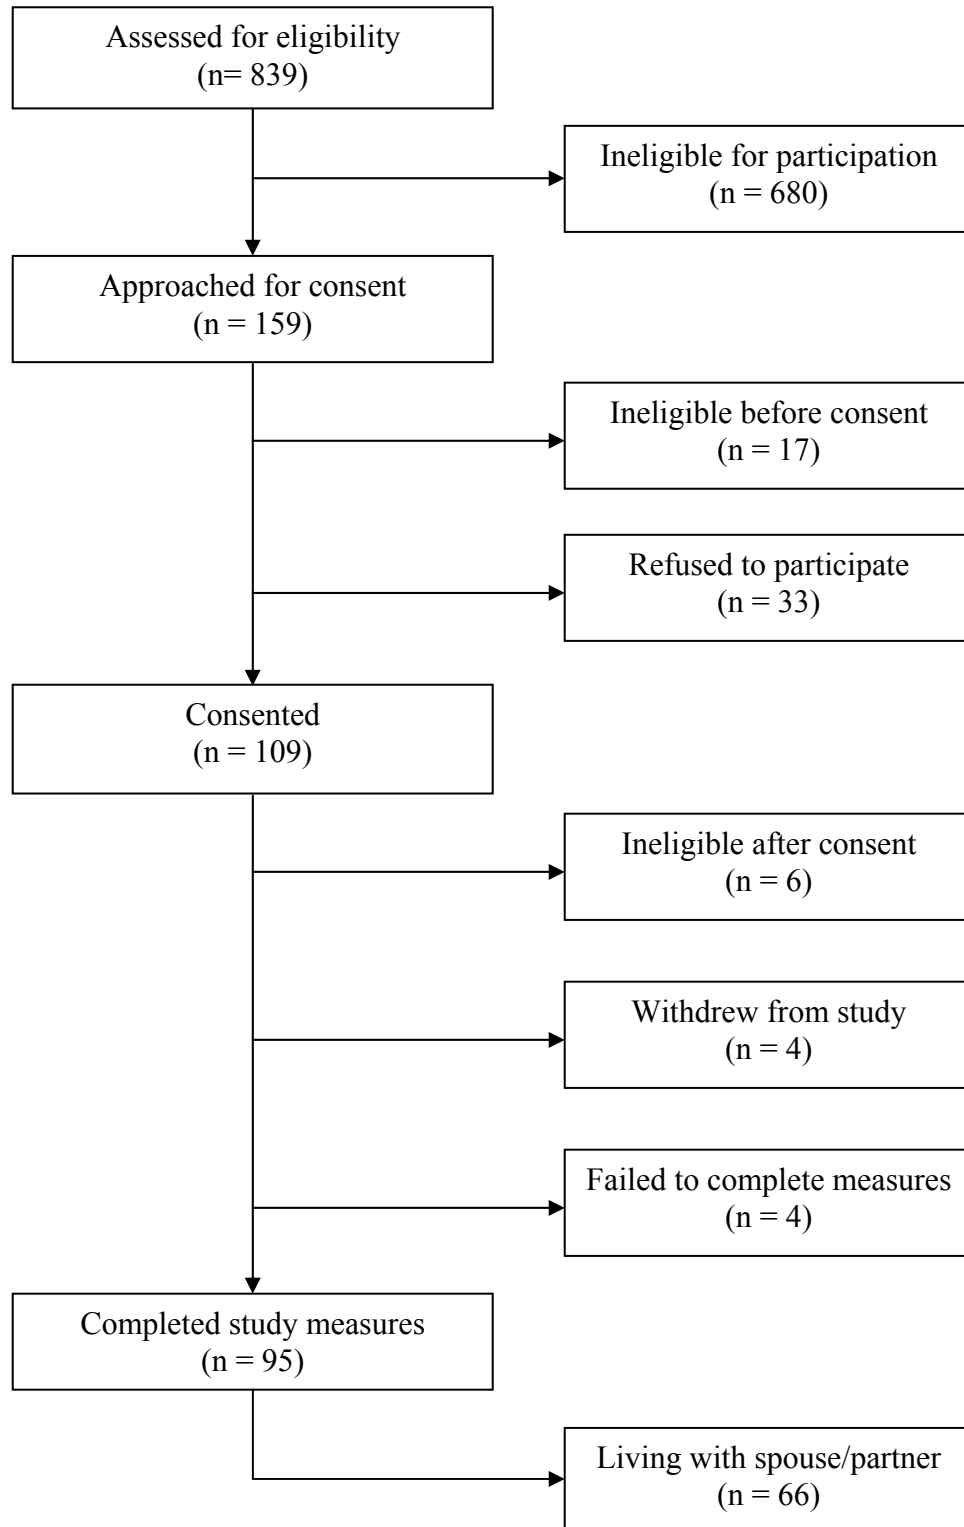 Assessed for eligibility
(n= 839)
Ineligible for participation
(n = 680)
Approached for consent
(n = 159)
Ineligible before consent
(n = 17)
Refused to participate
(n = 33)
Consented
(n = 109)
Ineligible after consent
(n = 6)
Withdrew from study
(n = 4)
Failed to complete measures
(n = 4)
Completed study measures
(n = 95)
Living with spouse/partner
(n = 66)